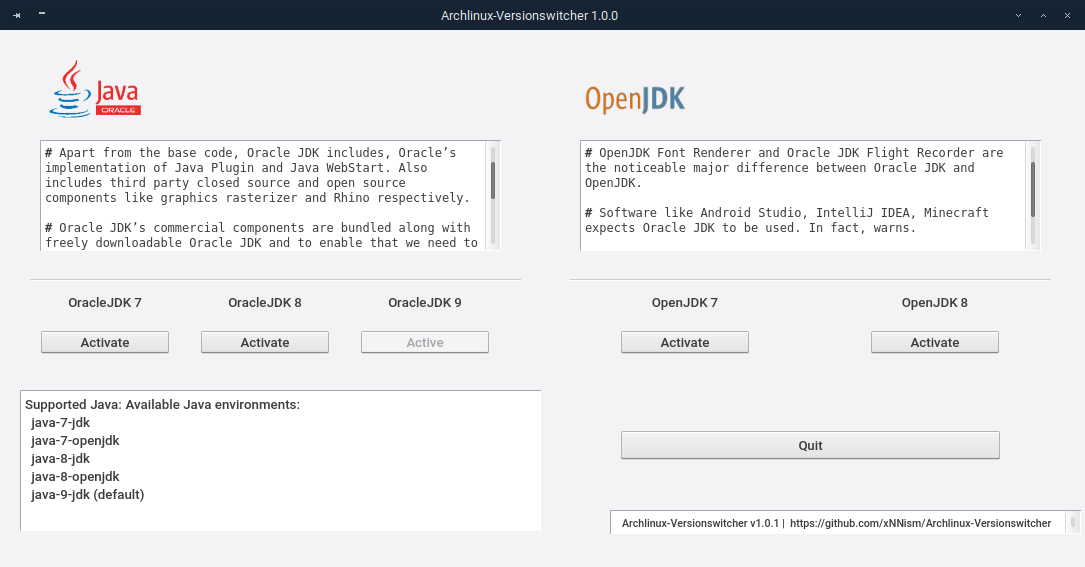 Archlinux-Versionswitcher 1.0.0
Java
ORACLE
OpenJDK
# Apart from the base code, Oracle JDK includes, Oracle’s
implementation of Java Plugin and Java WebStart. Also
includes third party closed source and open source
components like graphics rasterizer and Rhino respectively.
# Oracle JDK’s commercial components are bundled along with
freely downloadable Oracle JDK and to enable that we need to
# OpenJDK Font Renderer and Oracle JDK Flight Recorder are
the noticeable major difference between Oracle JDK and
OpenJDK.
# Software like Android Studio, IntelliJ IDEA, Minecraft
expects Oracle JDK to be used. In fact, warns.
OracleJDK 7
OracleJDK 8
OracleJDK 9
OpenJDK 7
OpenJDK 8
Activate
Activate
Active
Activate
Activate
Supported Java: Available Java environments:
java-7-jdk
java-7-openjdk
java-8-jdk
java-8-openjdk
java-9-jdk (default)
Quit
Archlinux-Versionswitcher v1.0.1 | https://github.com/xNNism/Archlinux-Versionswitcher